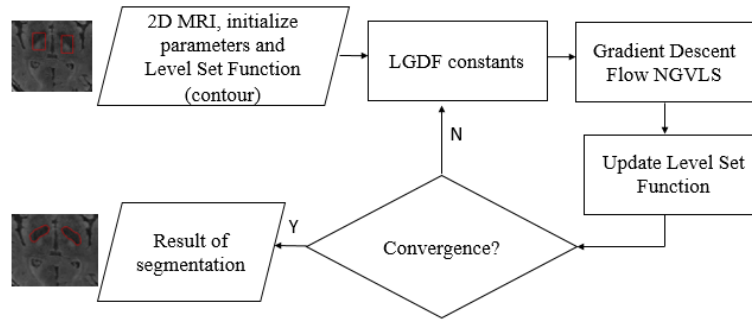 2D MRI, initialize
parameters and
Level Set Function
(contour)
LGDF constants
Gradient Descent
Flow NGVLS
Update Level Set
Function
N
Convergence?
Y
Result of
segmentation